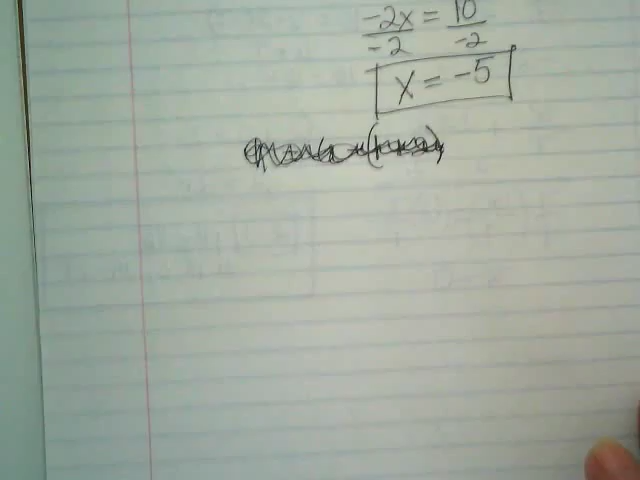 -2x = 10
-2 -2
x = -5